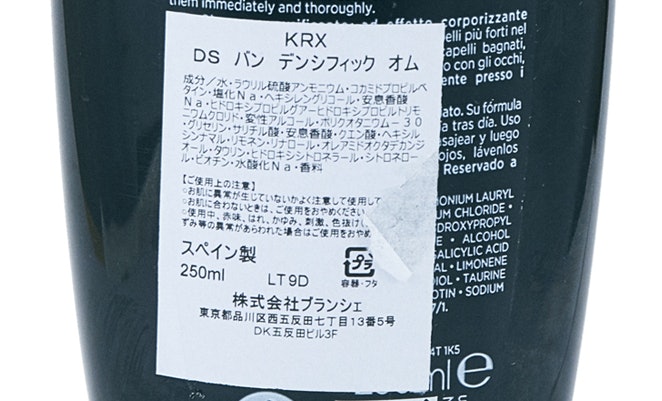 them immediately and thoroughly.
ad effetto corporizzante
elli più forti nel
capelli bagnati,
o con gli occhi,
ente presso i
KRX
DS バン デンシフィック オム
成分/水・ラウリル硫酸アンモニウム・コカミドプロピルベ
タイン・塩化Na・ヘキシレングリコール・安息香酸
Na・ヒドロキシプロピルグアーヒドロキシプロピルトリモ
ニウムクロリド・変性アルコール・ポリクオタニウム-30
・グリセリン・サリチル酸・安息香酸・クエン酸・ヘキシル
シンナマル・リモネン・リナロール・オレアミドオクタデカンジ
オール・タウリン・ヒドロキシシトロネラール・シトロネロー
ル・ビオチン・水酸化Na・香料
【ご使用上の注意】
○お肌に異常が生じていないかよく注意して使用して
○お肌に合わないときは、ご使用をおやめください
○使用中、赤味、はれ、かゆみ、刺激、色抜け
ずみ等の異常があらわれた場合はご使用をおやめ
スペイン製
250ml LT9D
プラ
容器・フタ
株式会社ブランシェ
東京都品川区西五反田七丁目13番5号
DK五反田ビル3F
ato. Su fórmula
a tras día. Uso
sajear y luego
ojos, lávenlos
Reservado a
MONIUM LAURYL
UM CHLORIDE •
DROXYPROPYL
E • ALCOHOL
SALICYLIC ACID
AL • LIMONENE
DIOL • TAURINE
OTIN • SODIUM
7/1.
4T 1K5
ml e